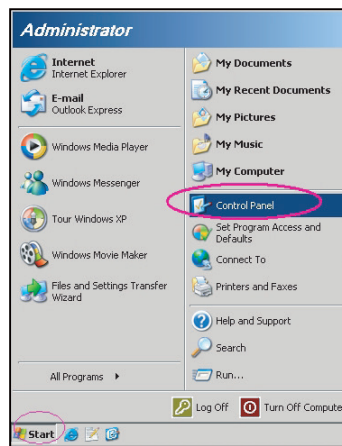 Administrator
Internet
Internet Explorer
E-mail
Outlook Express
Windows Media Player
Windows Messenger
Tour Windows XP
Windows Movie Maker
Files and Settings Transfer
Wizard
All Programs
My Documents
My Recent Documents
My Pictures
My Music
My Computer
Control Panel
Set Program Access and
Defaults
Connect To
Printers and Faxes
Help and Support
Search
Run...
Log Off
Turn Off Compute
Start